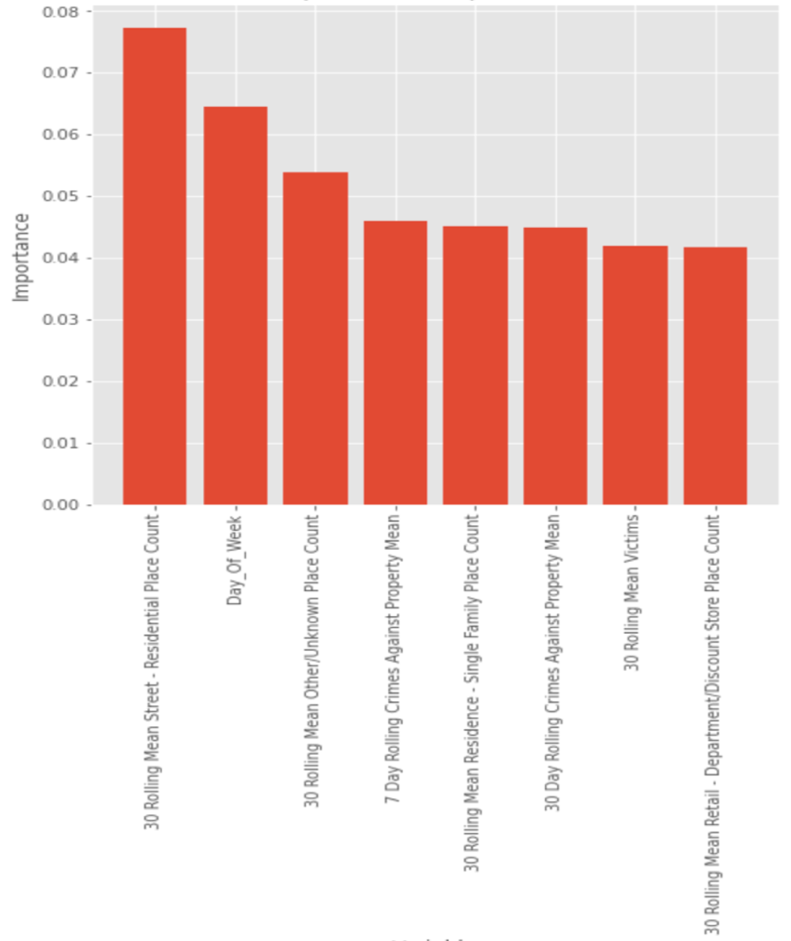 0.08
0.07
0.06
0.05
0.04
0.03
0.02
0.01
0.00
Importance
30 Rolling Mean Street - Residential Place Count
Day_Of_Week
30 Rolling Mean Other/Unknown Place Count
7 Day Rolling Crimes Against Property Mean
30 Rolling Mean Residence - Single Family Place Count
30 Day Rolling Crimes Against Property Mean
30 Rolling Mean Victims
30 Rolling Mean Retail - Department/Discount Store Place Count